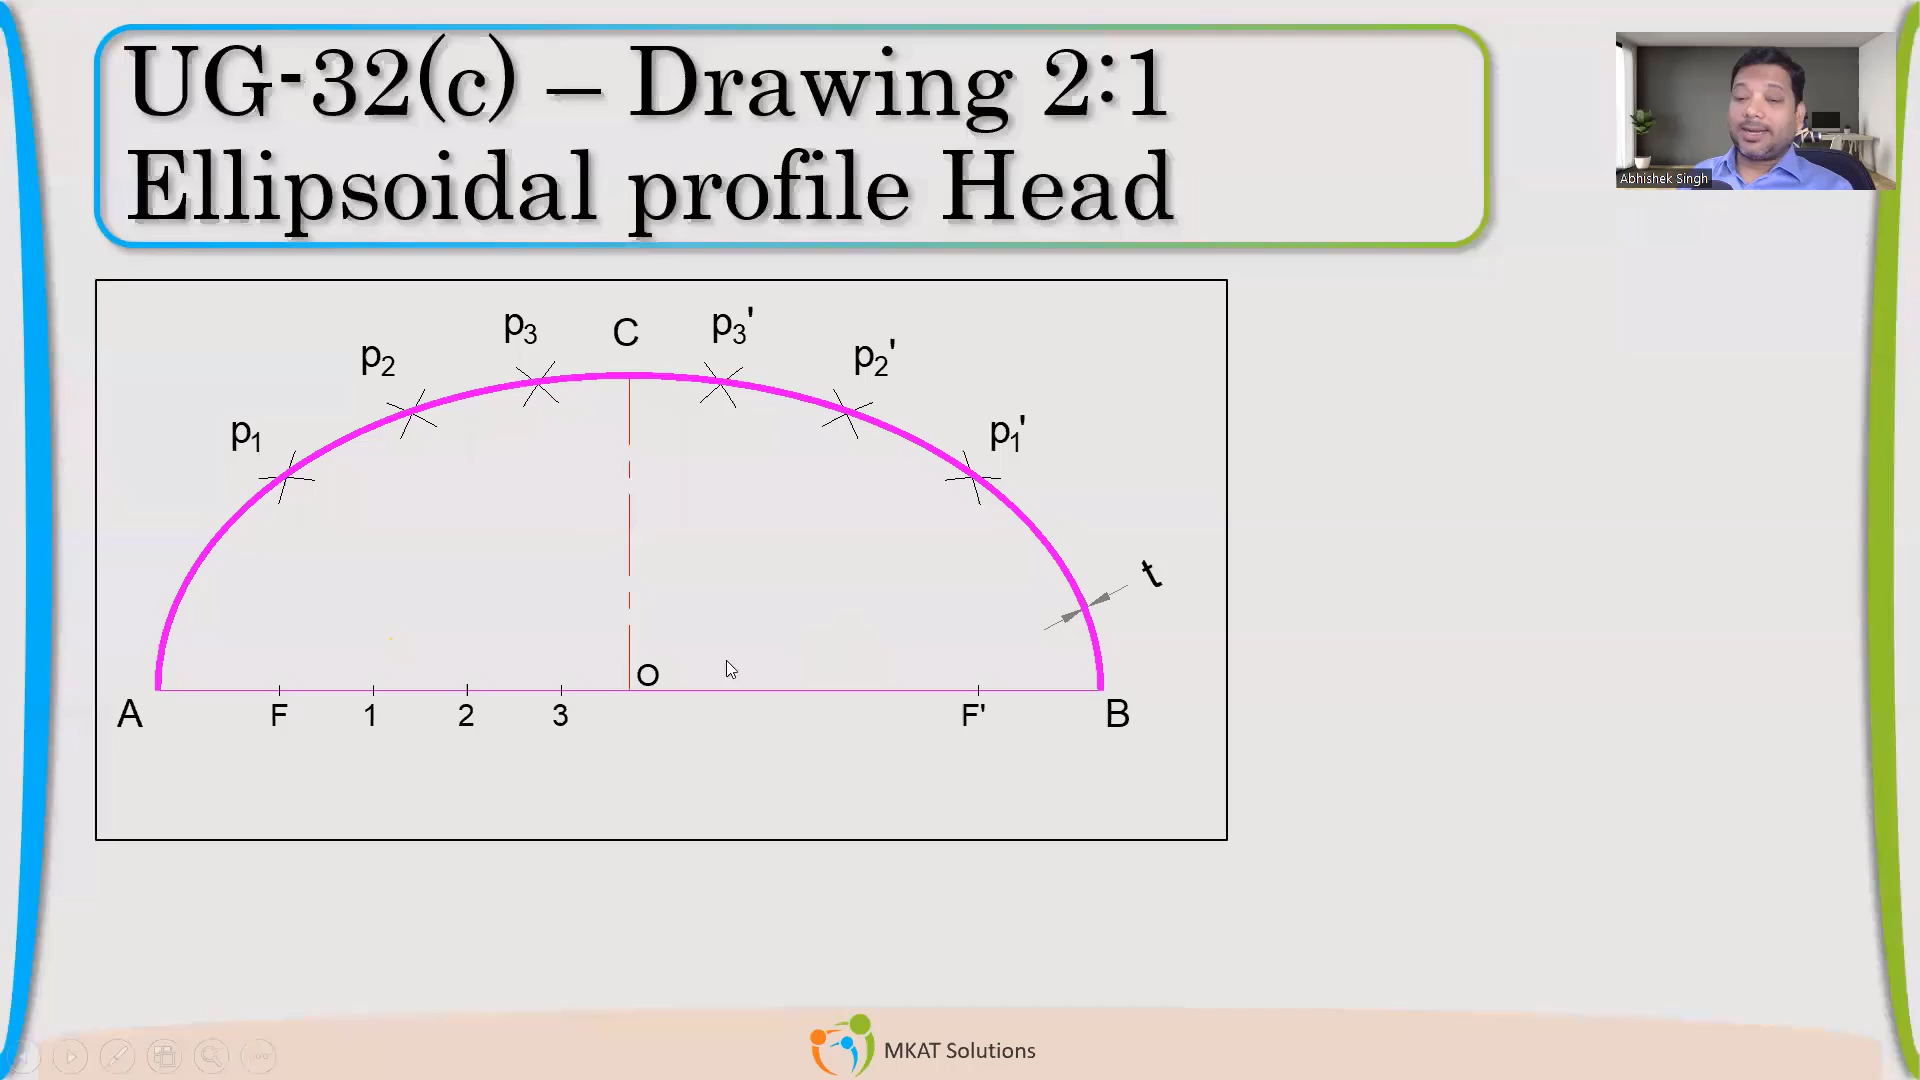 UG-32(c) – Drawing 2:1
Ellipsoidal profile Head
Abhishek Singh
p3 C p3'
p2 p2'
p1 p1'
t
O
A F 1 2 3 F' B
MKAT Solutions